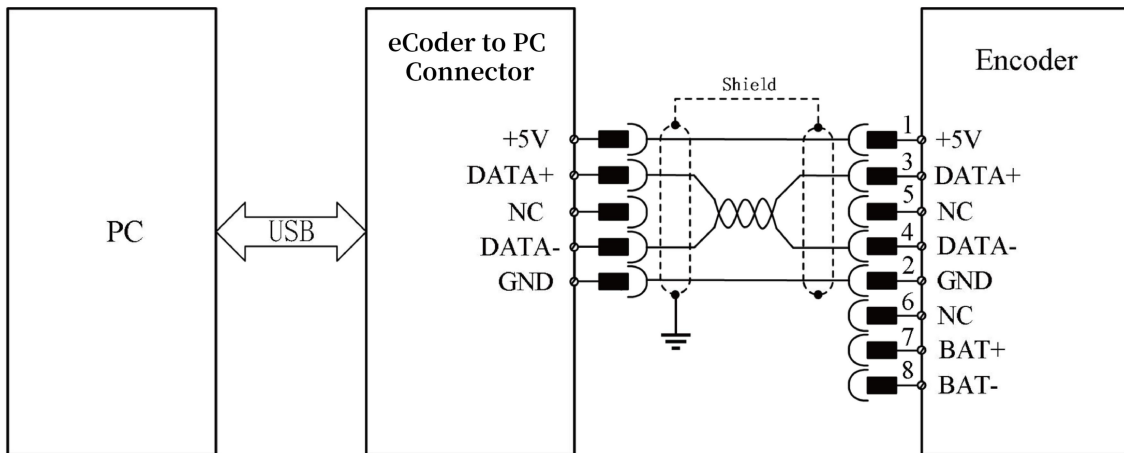 PC
USB
eCoder to PC
Connector
+5V
DATA+
NC
DATA-
GND
Shield
Encoder
1 +5V
3 DATA+
5 NC
4 DATA-
2 GND
6 NC
7 BAT+
8 BAT-